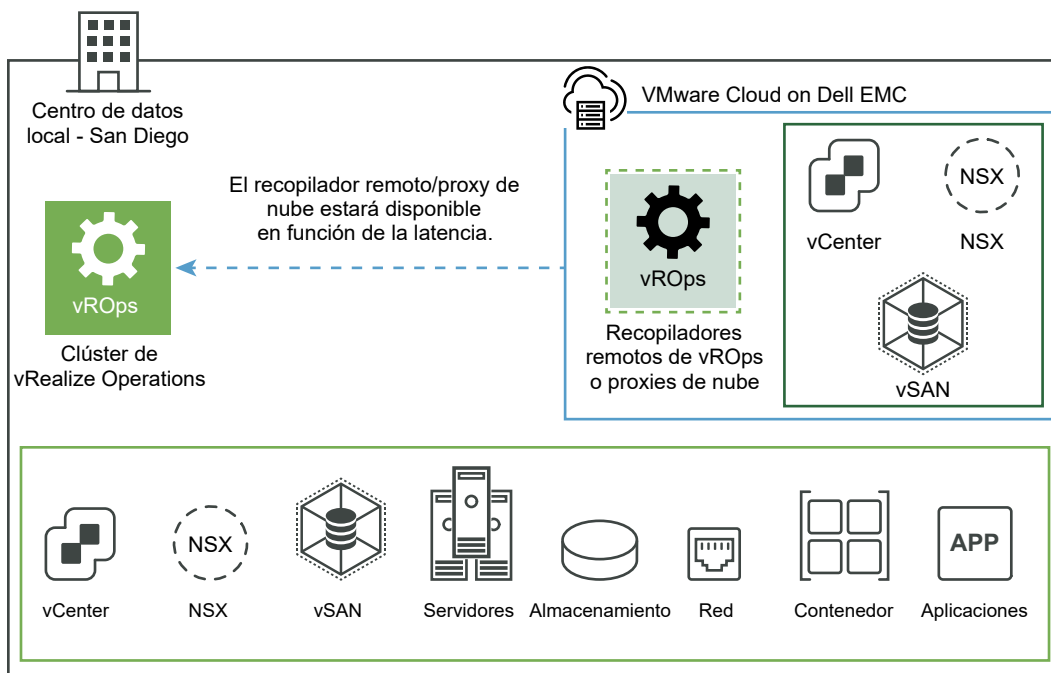 Centro de datos
local - San Diego
VMware Cloud on Dell EMC
El recopilador remoto/proxy de
nube estará disponible
en función de la latencia.
vROps
Clúster de
vRealize Operations
vROps
Recopiladores
remotos de vROps
o proxies de nube
vCenter
NSX
NSX
vSAN
vCenter
NSX
NSX
vSAN
Servidores
Almacenamiento
Red
Contenedor
APP
Aplicaciones